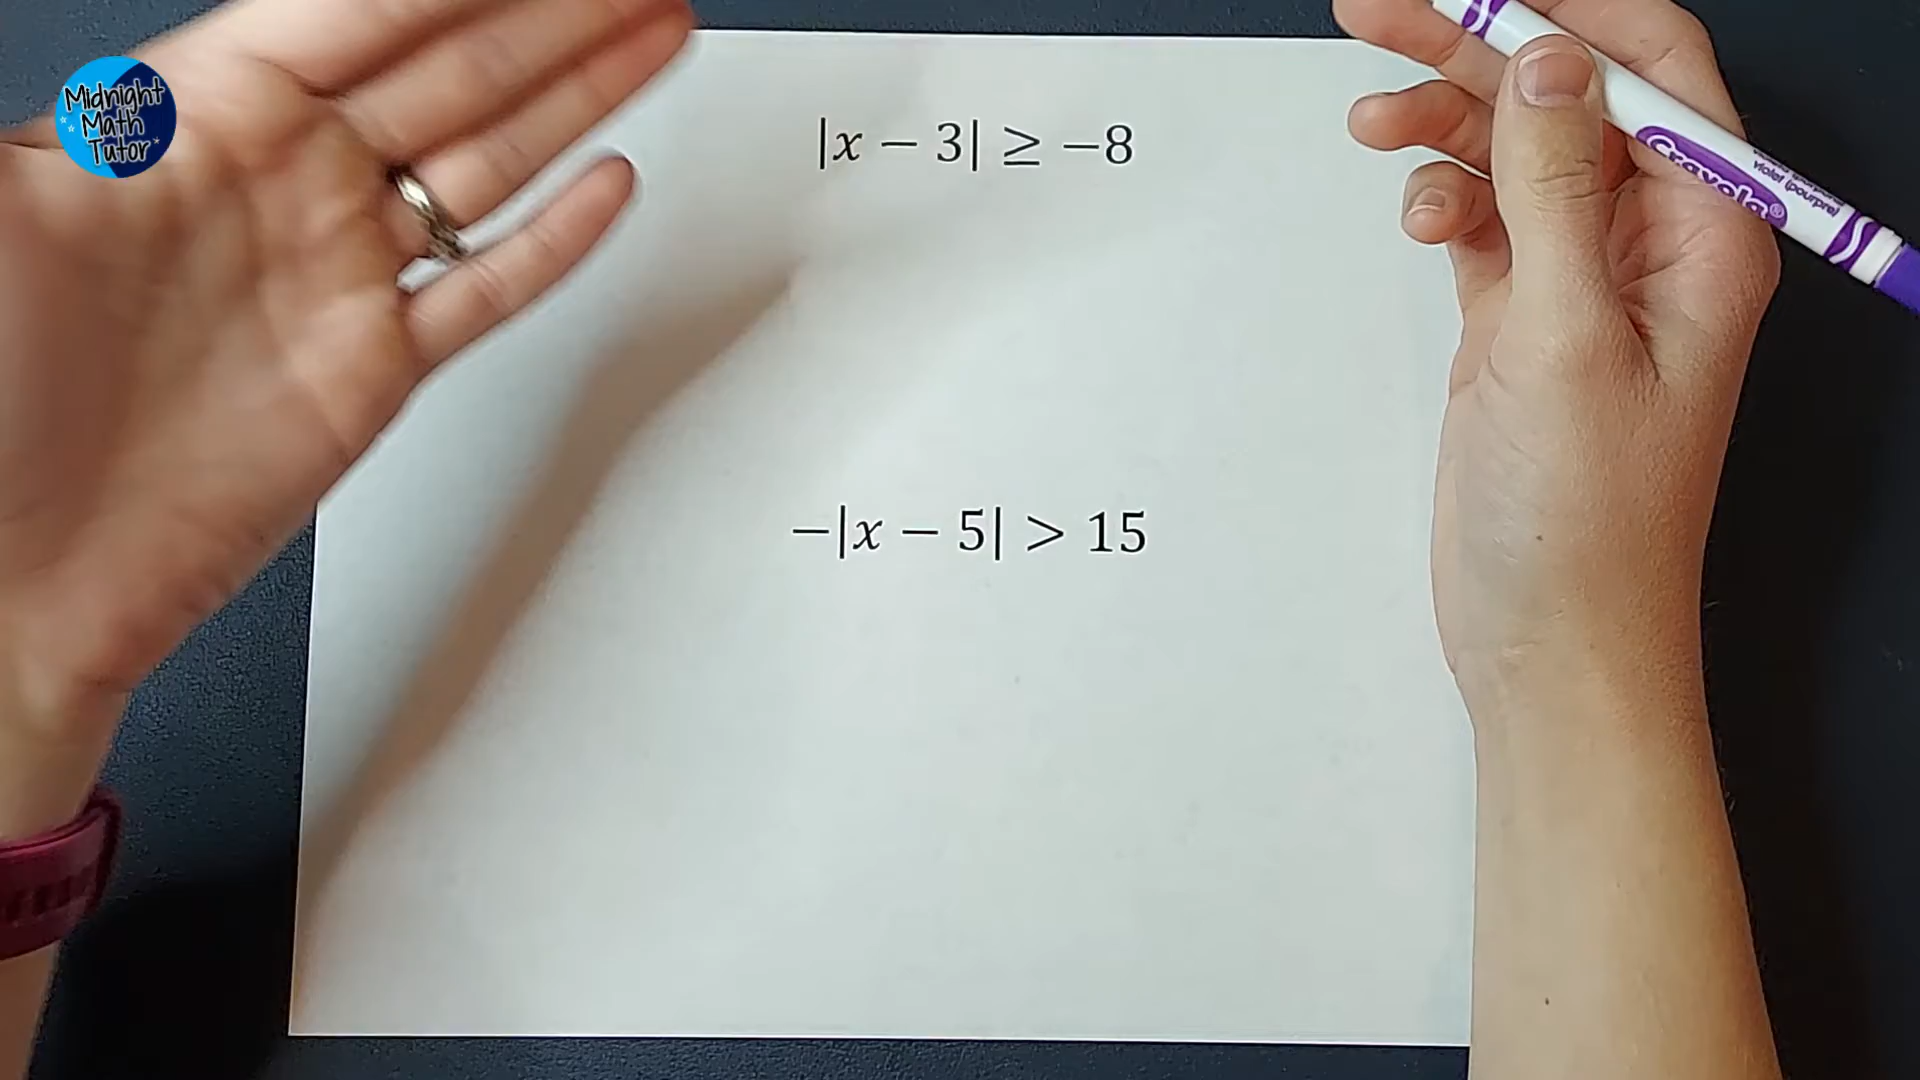 Midnight
Math
Tutor
|x − 3| ≥ −8
Crayola®
violet (pourpre)
−|x − 5| > 15